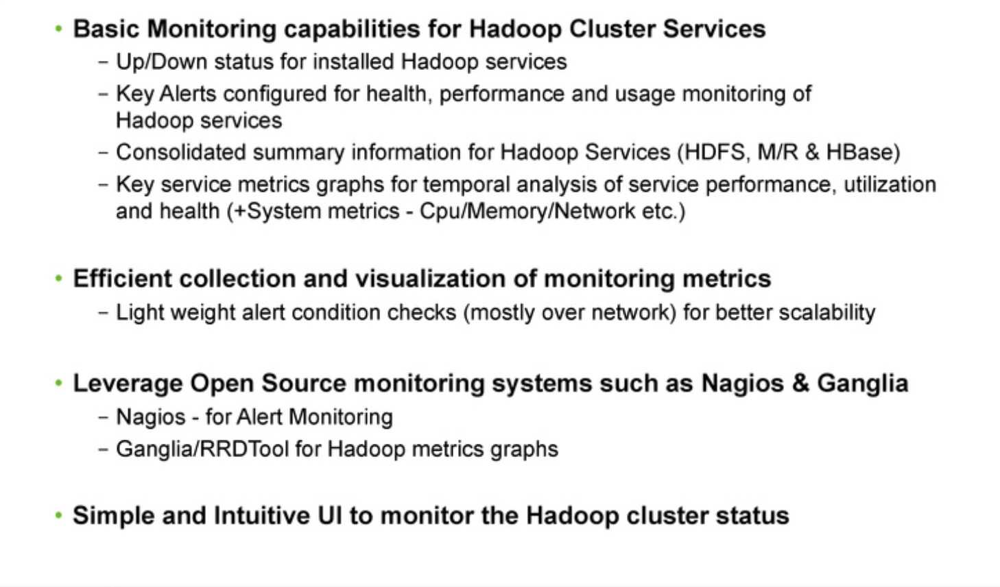 • Basic Monitoring capabilities for Hadoop Cluster Services
– Up/Down status for installed Hadoop services
– Key Alerts configured for health, performance and usage monitoring of
Hadoop services
– Consolidated summary information for Hadoop Services (HDFS, M/R & HBase)
– Key service metrics graphs for temporal analysis of service performance, utilization
and health (+System metrics - Cpu/Memory/Network etc.)
• Efficient collection and visualization of monitoring metrics
– Light weight alert condition checks (mostly over network) for better scalability
• Leverage Open Source monitoring systems such as Nagios & Ganglia
– Nagios - for Alert Monitoring
– Ganglia/RRDTool for Hadoop metrics graphs
• Simple and Intuitive UI to monitor the Hadoop cluster status